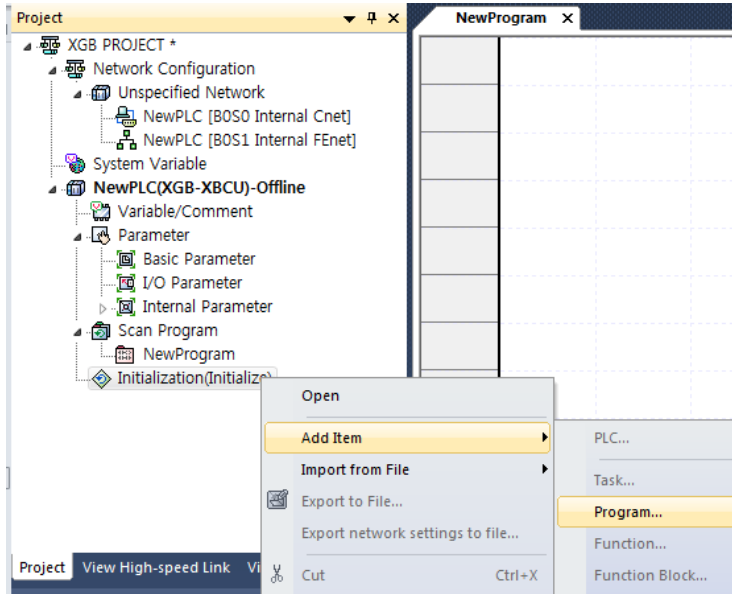 Project
NewProgram
XGB PROJECT *
Network Configuration
Unspecified Network
NewPLC [B0S0 Internal Cnet]
NewPLC [B0S1 Internal FEnet]
System Variable
NewPLC(XGB-XBCU)-Offline
Variable/Comment
Parameter
Basic Parameter
I/O Parameter
Internal Parameter
Scan Program
NewProgram
Initialization(Initialize)
Open
Add Item
Import from File
Export to File...
Export network settings to file...
Cut Ctrl+X
PLC...
Task...
Program...
Function...
Function Block...
Project View High-speed Link Vi